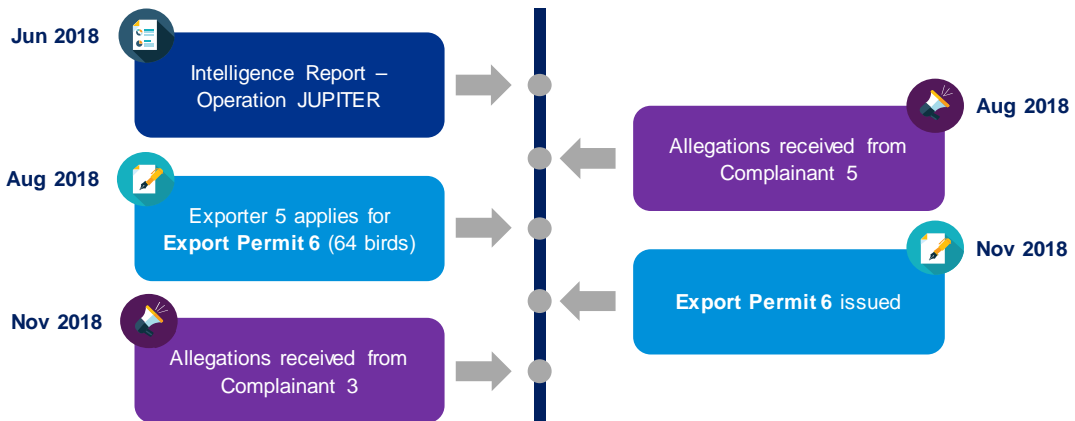 Jun 2018
Intelligence Report –
Operation JUPITER
Aug 2018
Allegations received from
Complainant 5
Aug 2018
Exporter 5 applies for
Export Permit 6 (64 birds)
Nov 2018
Export Permit 6 issued
Nov 2018
Allegations received from
Complainant 3